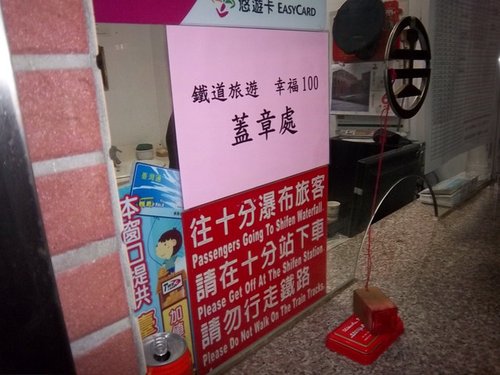 悠遊卡 EASYCARD
鐵道旅遊 幸福100
蓋章處
往十分瀑布旅客
Passengers Going To Shifen Waterfall
請在十分站下車
Please Get Off At The Shifen Station
請勿行走鐵路
Please Do Not Walk On The Train Tracks.
本窗口提供
加值